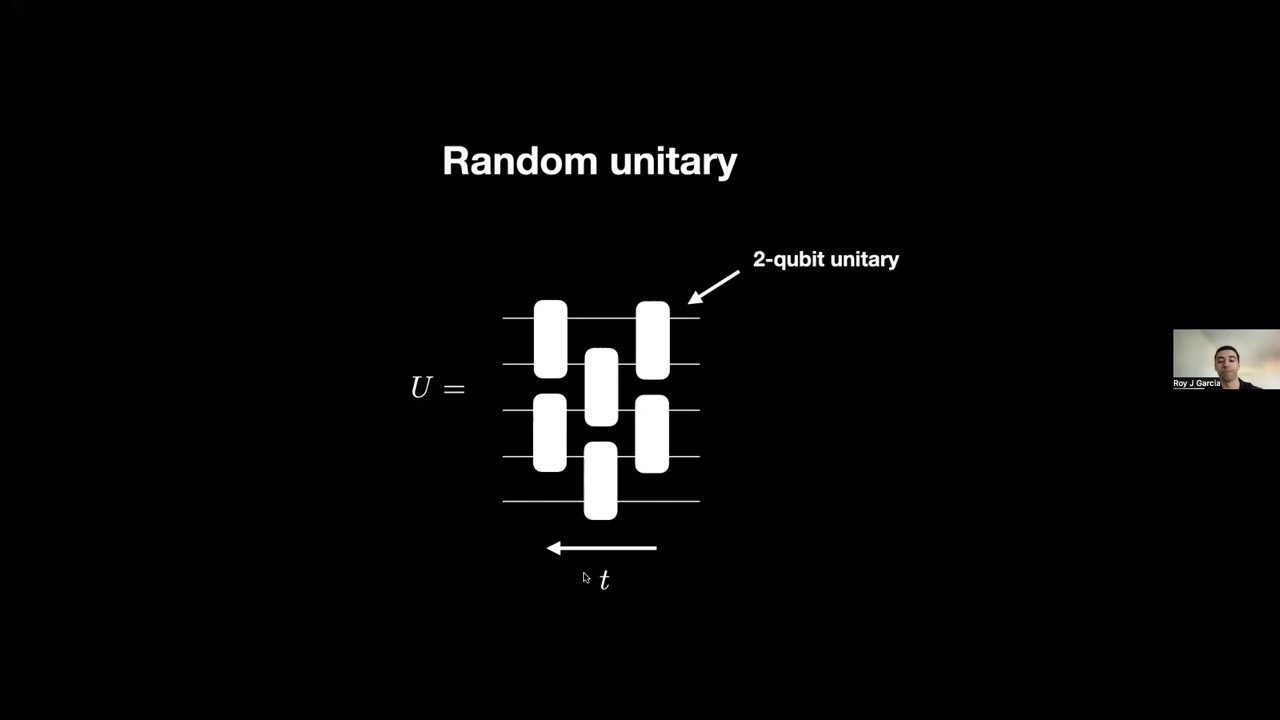 Random unitary
2-qubit unitary
U =
t
Roy J Garcia